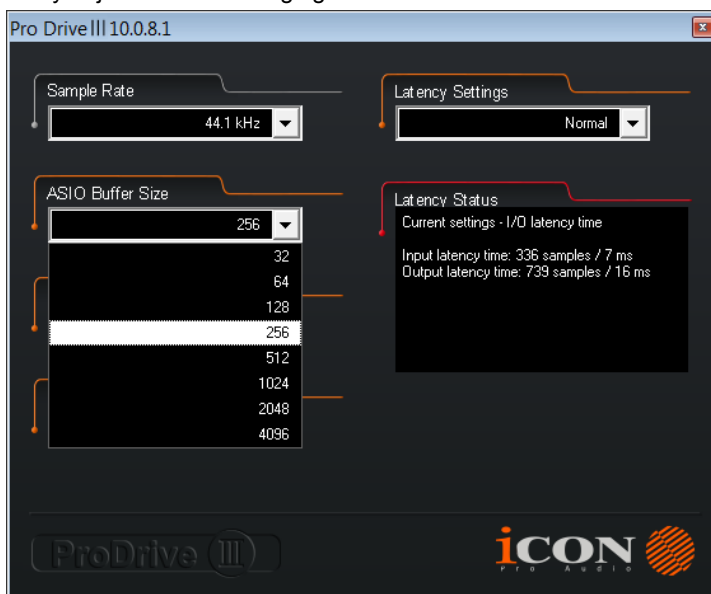 Pro Drive III 10.0.8.1
Sample Rate
44.1 kHz
Latency Settings
Normal
ASIO Buffer Size
256
32
64
128
256
512
1024
2048
4096
Latency Status
Current settings - I/O latency time
Input latency time: 336 samples / 7 ms
Output latency time: 739 samples / 16 ms
ProDrive III
iCON
Pro Audio